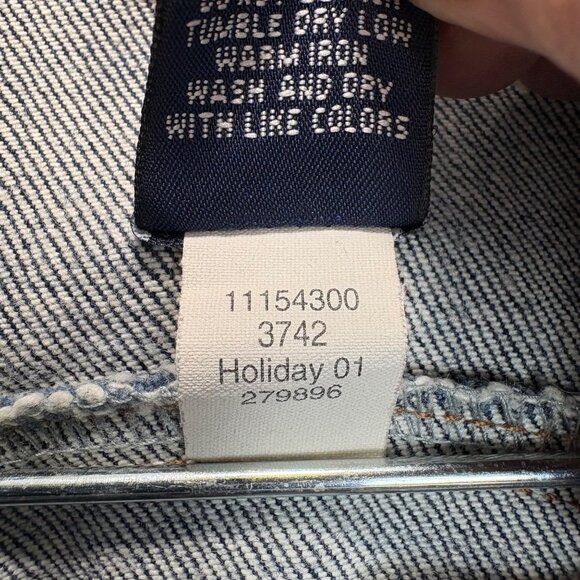 TUMBLE DRY LOW
WARM IRON
WASH AND DRY
WITH LIKE COLORS
11154300
3742
Holiday 01
279896